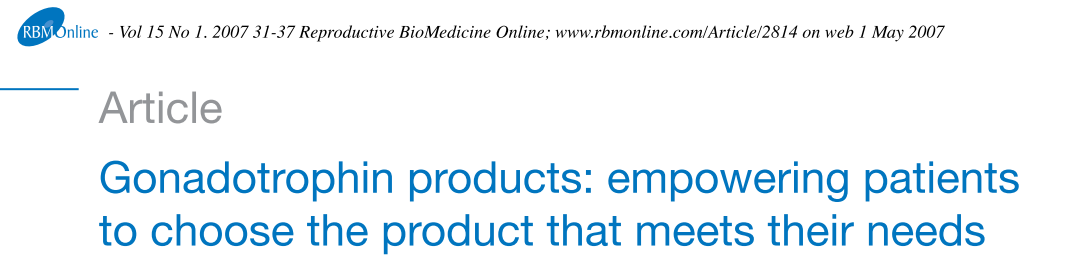 RBMOnline - Vol 15 No 1. 2007 31-37 Reproductive BioMedicine Online; www.rbmonline.com/Article/2814 on web 1 May 2007
Article
Gonadotrophin products: empowering patients
to choose the product that meets their needs